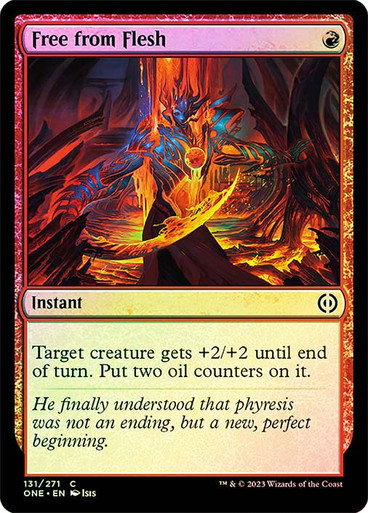 Free from Flesh
Instant
Target creature gets +2/+2 until end
of turn. Put two oil counters on it.
He finally understood that phyresis
was not an ending, but a new, perfect
beginning.
131/271 C
ONE • EN Isis
™ & © 2023 Wizards of the Coast